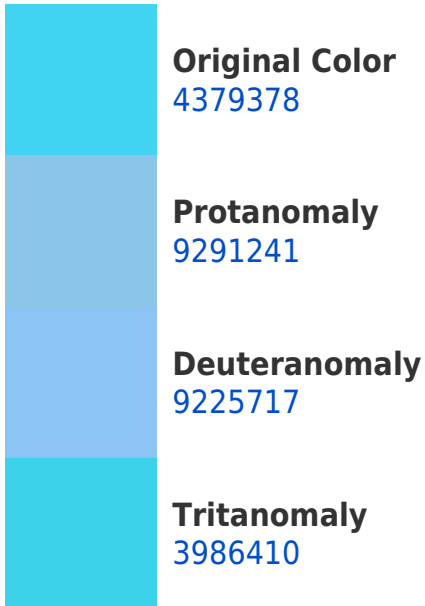 Original Color
4379378
Protanomaly
9291241
Deuteranomaly
9225717
Tritanomaly
3986410